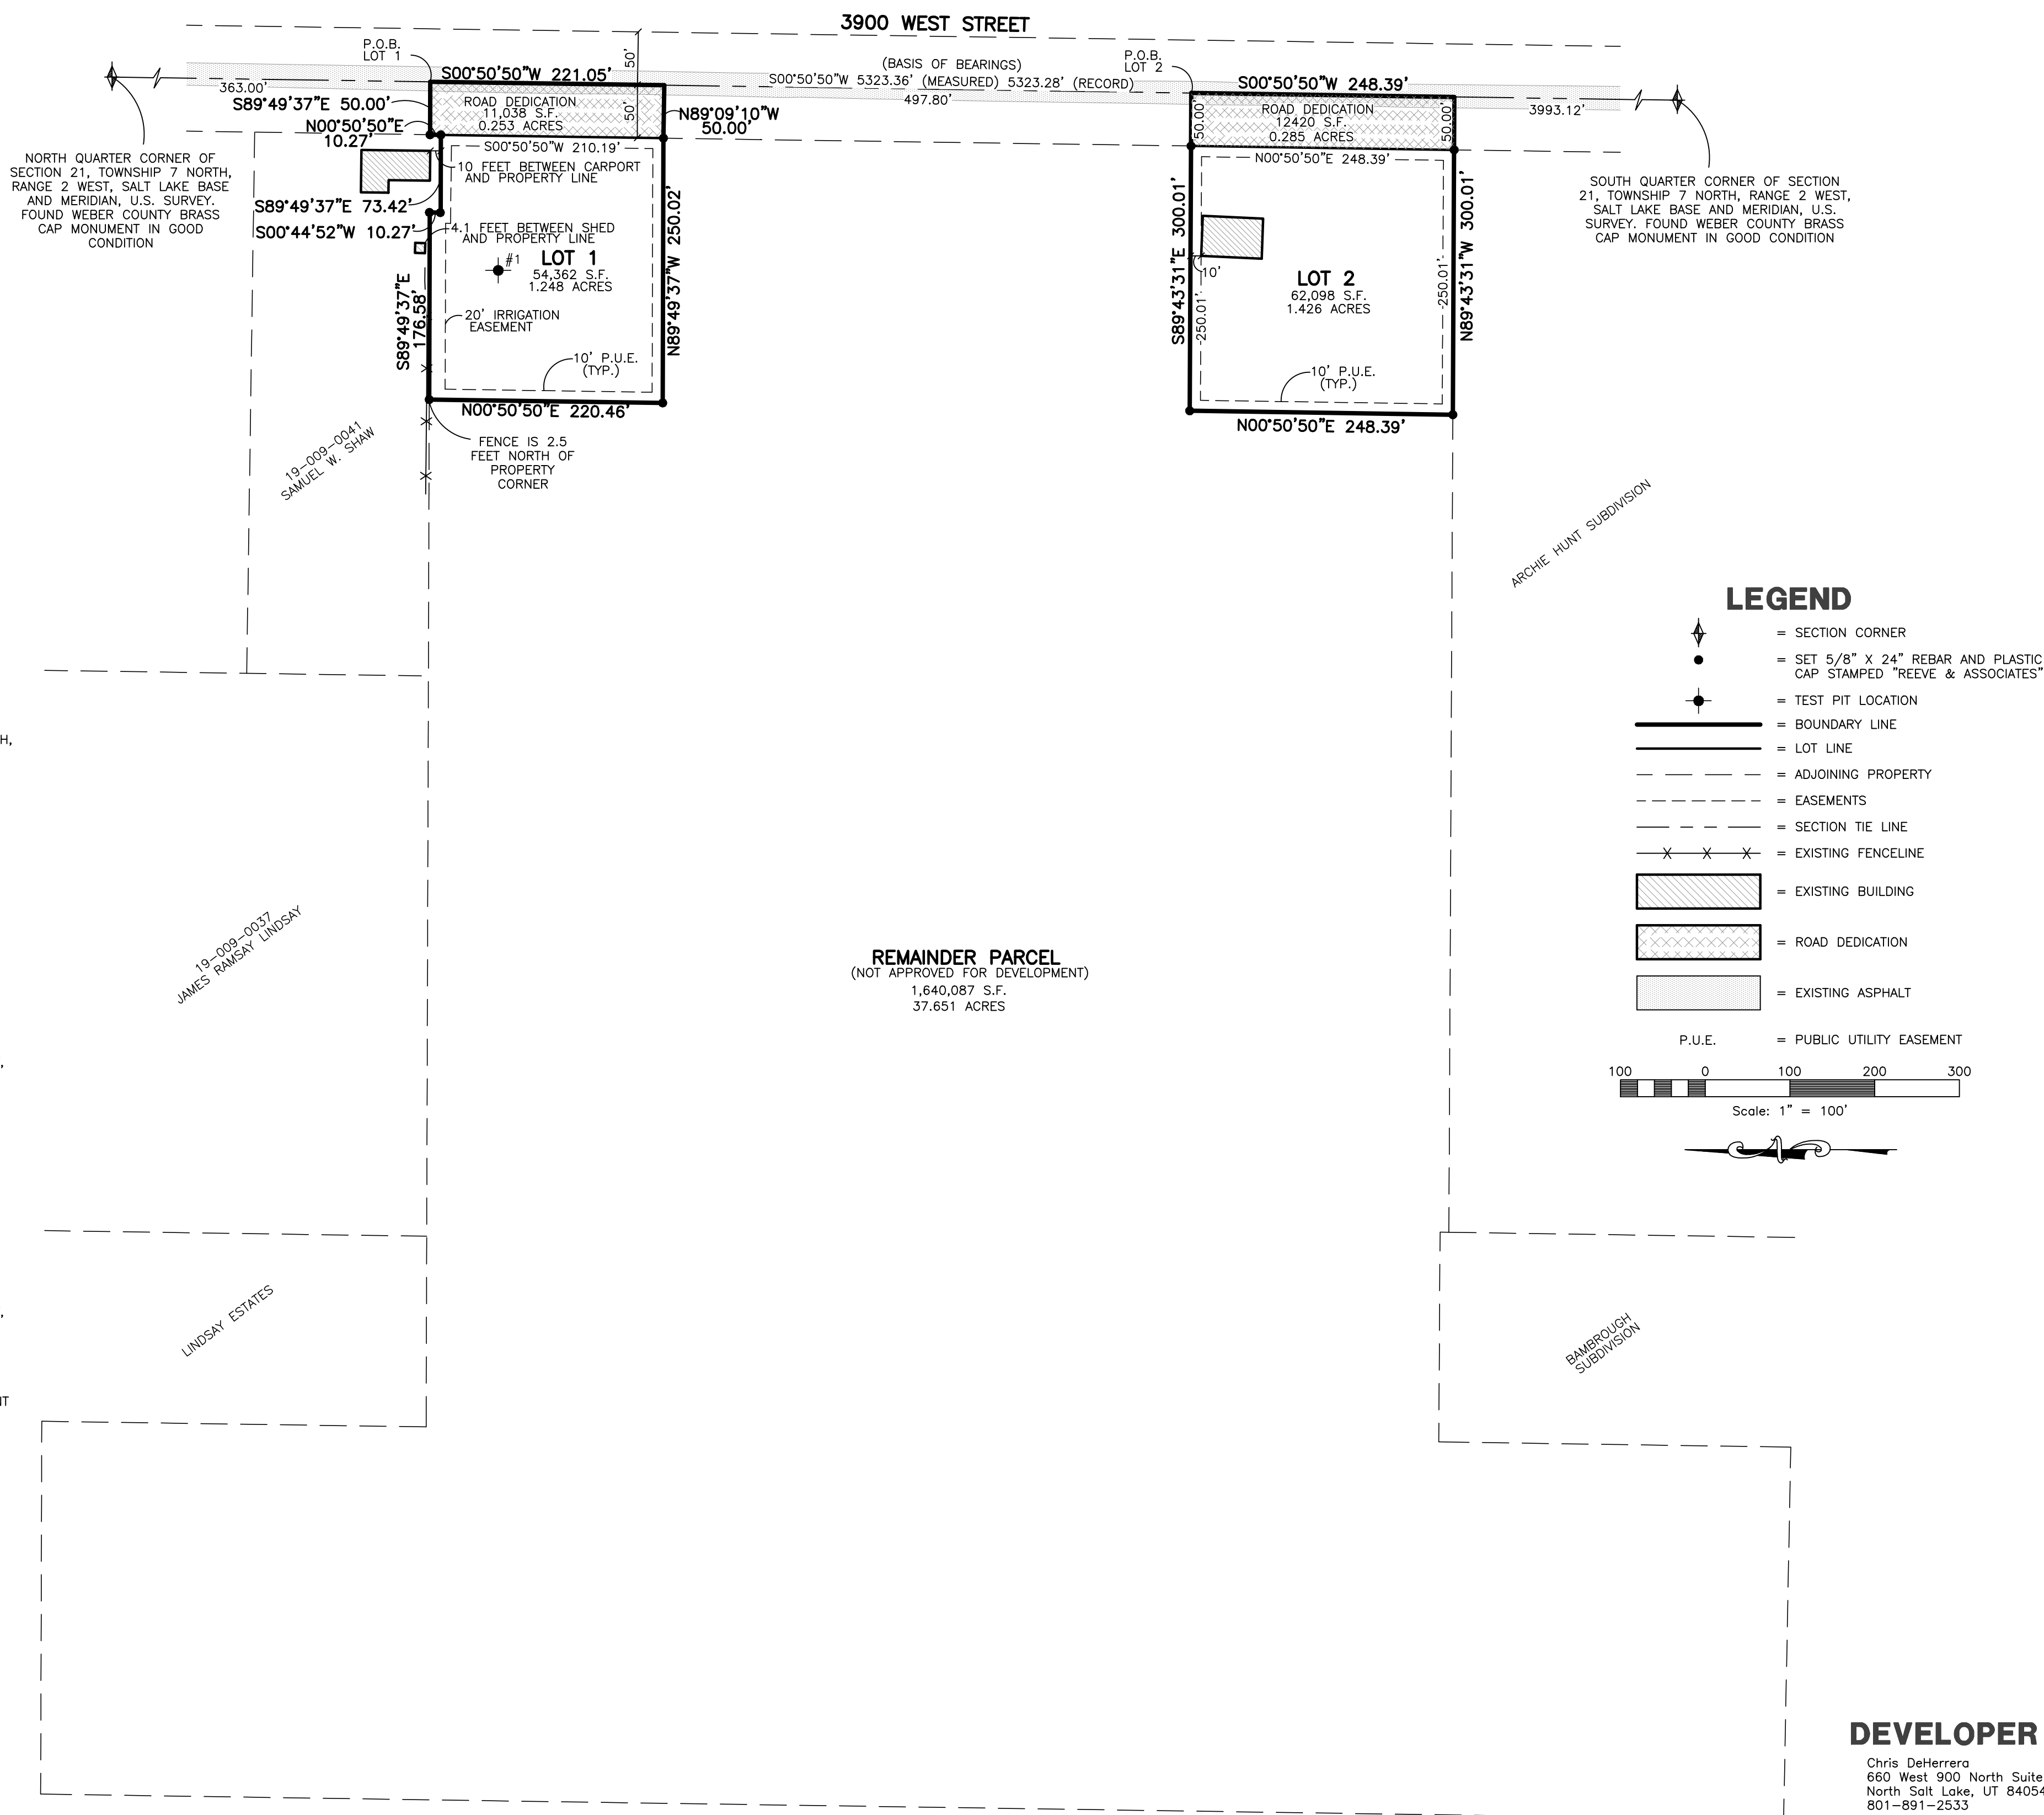 3900 WEST STREET
P.O.B.
LOT 1
50'
50'
S00°50'50"W 221.05'
(BASIS OF BEARINGS)
S00°50'50"W 5323.36' (MEASURED) 5323.28' (RECORD)
497.80'
P.O.B.
LOT 2
S00°50'50"W 248.39'
3993.12'
363.00'
S89°49'37"E 50.00'
N00°50'50"E
10.27'
ROAD DEDICATION
11,038 S.F.
0.253 ACRES
N89°09'10"W
50.00'
50.00'
ROAD DEDICATION
12420 S.F.
0.285 ACRES
50.00'
NORTH QUARTER CORNER OF
SECTION 21, TOWNSHIP 7 NORTH,
RANGE 2 WEST, SALT LAKE BASE
AND MERIDIAN, U.S. SURVEY.
FOUND WEBER COUNTY BRASS
CAP MONUMENT IN GOOD
CONDITION
S00°50'50"W 210.19'
10 FEET BETWEEN CARPORT
AND PROPERTY LINE
S89°49'37"E 73.42'
S00°44'52"W 10.27'
4.1 FEET BETWEEN SHED
AND PROPERTY LINE
#1
LOT 1
54,362 S.F.
1.248 ACRES
S89°49'37"E
176.58'
20' IRRIGATION
EASEMENT
10' P.U.E.
(TYP.)
N89°49'37"W 250.02'
N00°50'50"E 220.46'
FENCE IS 2.5
FEET NORTH OF
PROPERTY
CORNER
N00°50'50"E 248.39'
S89°43'31"E 300.01'
250.01'
10'
LOT 2
62,098 S.F.
1.426 ACRES
250.01'
N89°43'31"W 300.01'
10' P.U.E.
(TYP.)
N00°50'50"E 248.39'
SOUTH QUARTER CORNER OF SECTION
21, TOWNSHIP 7 NORTH, RANGE 2 WEST,
SALT LAKE BASE AND MERIDIAN, U.S.
SURVEY. FOUND WEBER COUNTY BRASS
CAP MONUMENT IN GOOD CONDITION
19-009-0041
SAMUEL W. SHAW
ARCHIE HUNT SUBDIVISION
H,
19-009-0037
JAMES RAMSAY LINDSAY
REMAINDER PARCEL
(NOT APPROVED FOR DEVELOPMENT)
1,640,087 S.F.
37.651 ACRES
LINDSAY ESTATES
BAMBROUGH
SUBDIVISION
NT
LEGEND
= SECTION CORNER
= SET 5/8" X 24" REBAR AND PLASTIC
CAP STAMPED "REEVE & ASSOCIATES"
= TEST PIT LOCATION
= BOUNDARY LINE
= LOT LINE
= ADJOINING PROPERTY
= EASEMENTS
= SECTION TIE LINE
= EXISTING FENCELINE
= EXISTING BUILDING
= ROAD DEDICATION
= EXISTING ASPHALT
P.U.E. = PUBLIC UTILITY EASEMENT
100 0 100 200 300
Scale: 1" = 100'
DEVELOPER
Chris DeHerrera
660 West 900 North Suite
North Salt Lake, UT 84054
801-891-2533